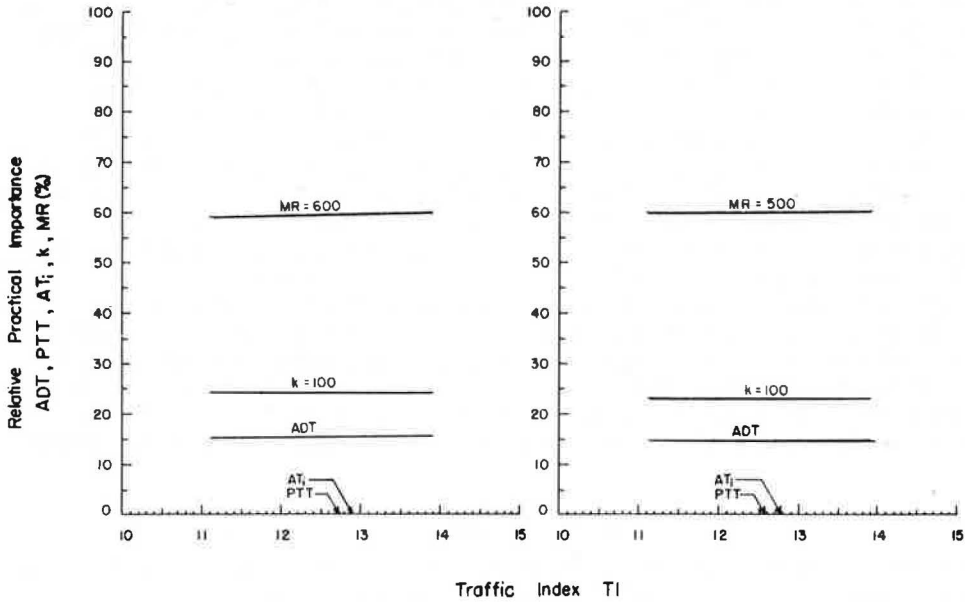 Relative Practical Importance
ADT, PTT, ATi, k, MR (%)
100
90
80
70
60
50
40
30
20
10
0
MR = 600
k = 100
ADT
ATi
PTT
10 11 12 13 14 15
100
90
80
70
60
50
40
30
20
10
0
MR = 500
k = 100
ADT
ATi
PTT
10 11 12 13 14 15
Traffic Index TI